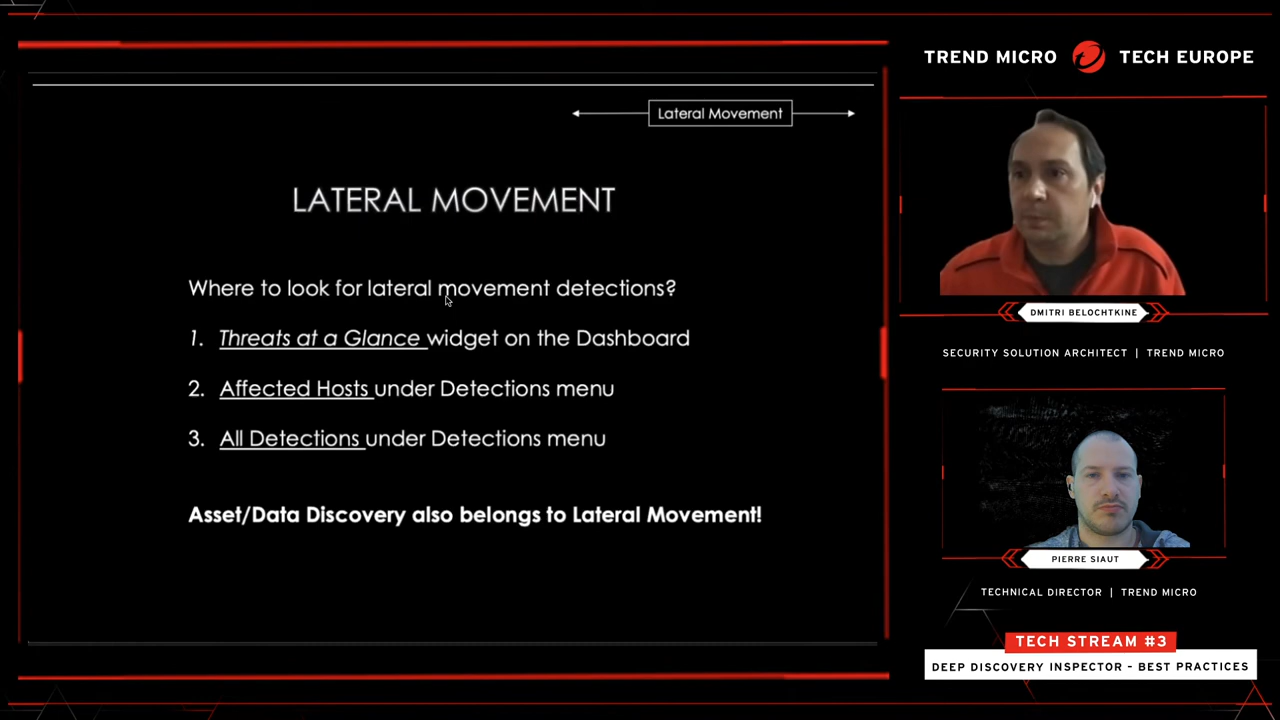 TREND MICRO TECH EUROPE
Lateral Movement
LATERAL MOVEMENT
Where to look for lateral movement detections?
1. Threats at a Glance widget on the Dashboard
2. Affected Hosts under Detections menu
3. All Detections under Detections menu
Asset/Data Discovery also belongs to Lateral Movement!
DMITRI BELOCHTKINE
SECURITY SOLUTION ARCHITECT | TREND MICRO
PIERRE SIAUT
TECHNICAL DIRECTOR | TREND MICRO
TECH STREAM #3
DEEP DISCOVERY INSPECTOR - BEST PRACTICES